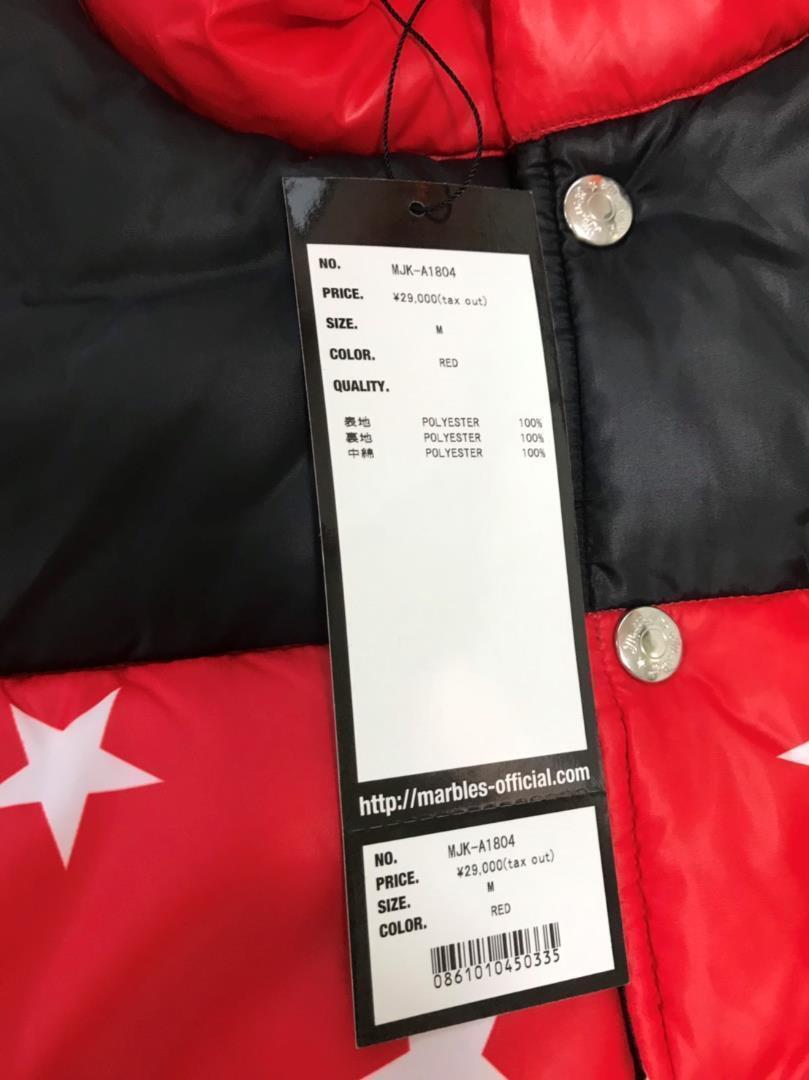 NO. MJK-A1804
PRICE. ¥29,000(tax out)
SIZE. M
COLOR. RED
QUALITY.
表地 POLYESTER 100%
裏地 POLYESTER 100%
中綿 POLYESTER 100%
http://marbles-official.com
NO. MJK-A1804
PRICE. ¥29,000(tax out)
SIZE. M
COLOR. RED
0861010450335